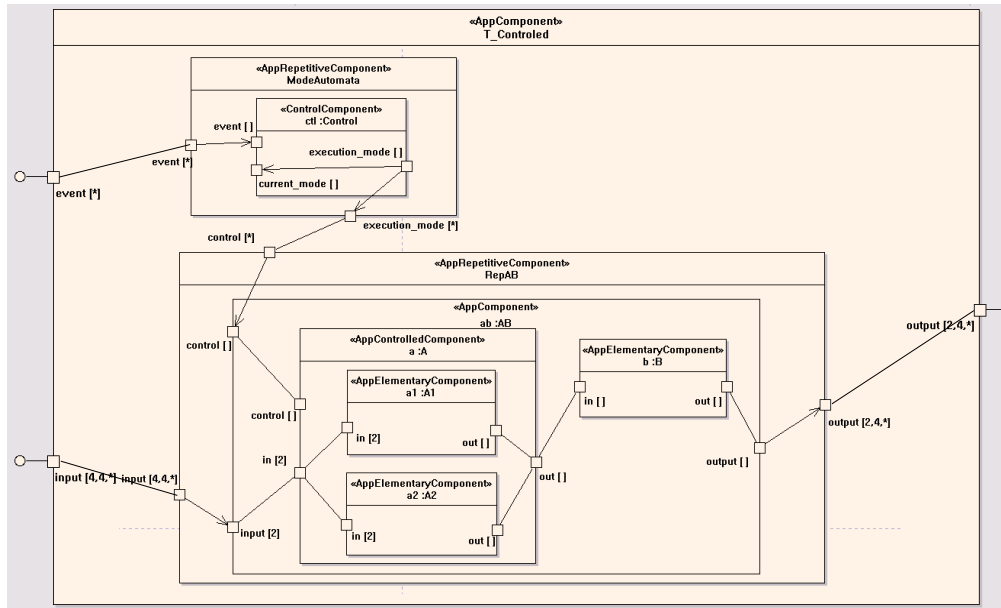 «AppComponent»
T_Controled
«AppRepetitiveComponent»
ModeAutomata
«ControlComponent»
ctl :Control
event [ ]
execution_mode [ ]
event [*]
current_mode [ ]
event [*]
execution_mode [*]
control [*]
«AppRepetitiveComponent»
RepAB
«AppComponent»
ab :AB
output [2,4,*]
«AppControlledComponent»
a :A
control [ ]
«AppElementaryComponent»
b :B
«AppElementaryComponent»
a1 :A1
in [ ]
out [ ]
control [ ]
output [2,4,*]
in [2]
out [ ]
in [2]
output [ ]
out [ ]
input [4,4,*]
input [4,4,*]
«AppElementaryComponent»
a2 :A2
input [2]
in [2]
out [ ]